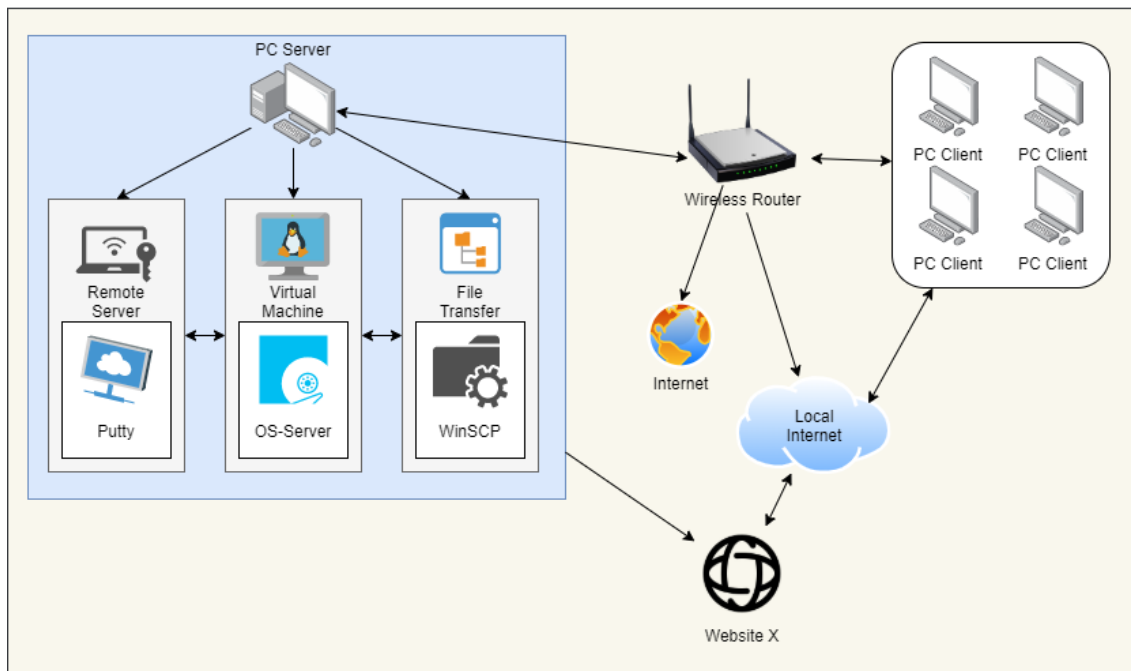 PC Server
Remote
Server
Putty
Virtual
Machine
OS-Server
File
Transfer
WinSCP
Wireless Router
PC Client
PC Client
PC Client
PC Client
Internet
Local
Internet
Website X